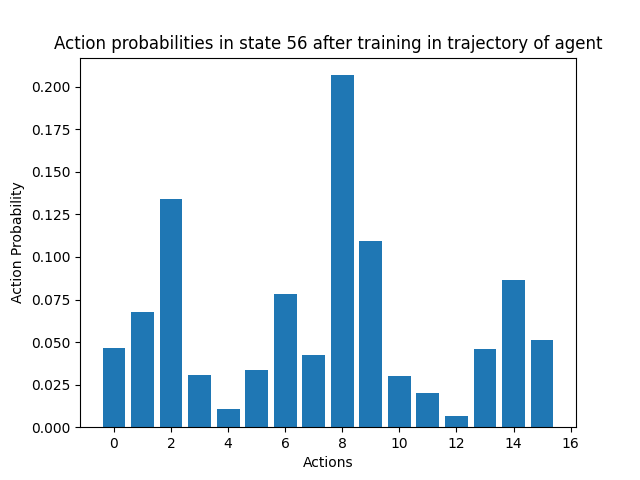 Action probabilities in state 56 after training in trajectory of agent
0.200
0.175
0.150
0.125
0.100
0.075
0.050
0.025
0.000
Action Probability
0 2 4 6 8 10 12 14 16
Actions